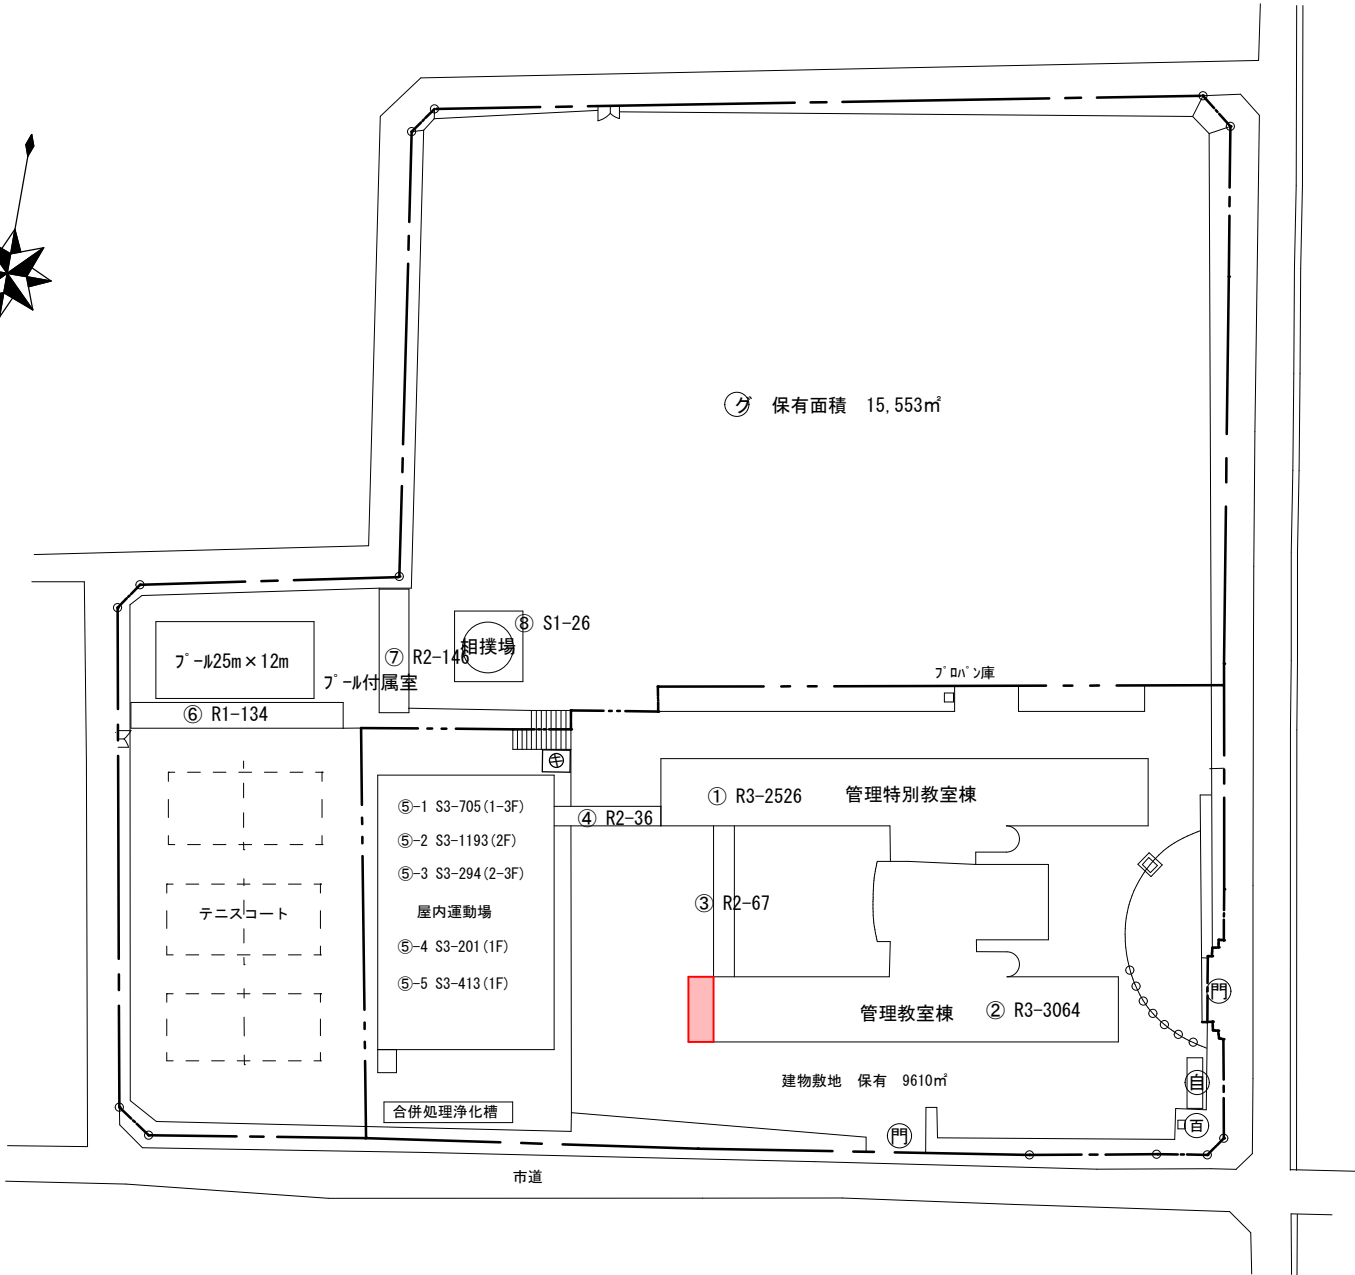 グ 保有面積 15,553㎡
⑧ S1-26
相撲場
⑦ R2-146
プール25m×12m
プール付属室
プロパン庫
⑥ R1-134
① R3-2526 管理特別教室棟
④ R2-36
⑤-1 S3-705(1-3F)
⑤-2 S3-1193(2F)
⑤-3 S3-294(2-3F)
屋内運動場
⑤-4 S3-201(1F)
⑤-5 S3-413(1F)
テニスコート
③ R2-67
門
管理教室棟 ② R3-3064
建物敷地 保有 9610㎡
自
合併処理浄化槽
門
市道